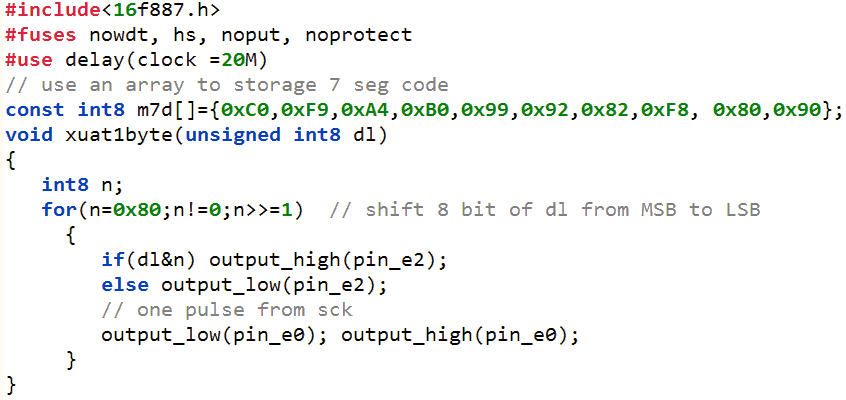 #include<16f887.h>
#fuses nowdt, hs, noput, noprotect
#use delay(clock =20M)
// use an array to storage 7 seg code
const int8 m7d[]={0xC0,0xF9,0xA4,0xB0,0x99,0x92,0x82,0xF8, 0x80,0x90};
void xuat1byte(unsigned int8 dl)
{
int8 n;
for(n=0x80;n!=0;n>>=1)  // shift 8 bit of dl from MSB to LSB
{
if(dl&n) output_high(pin_e2);
else output_low(pin_e2);
// one pulse from sck
output_low(pin_e0); output_high(pin_e0);
}
}